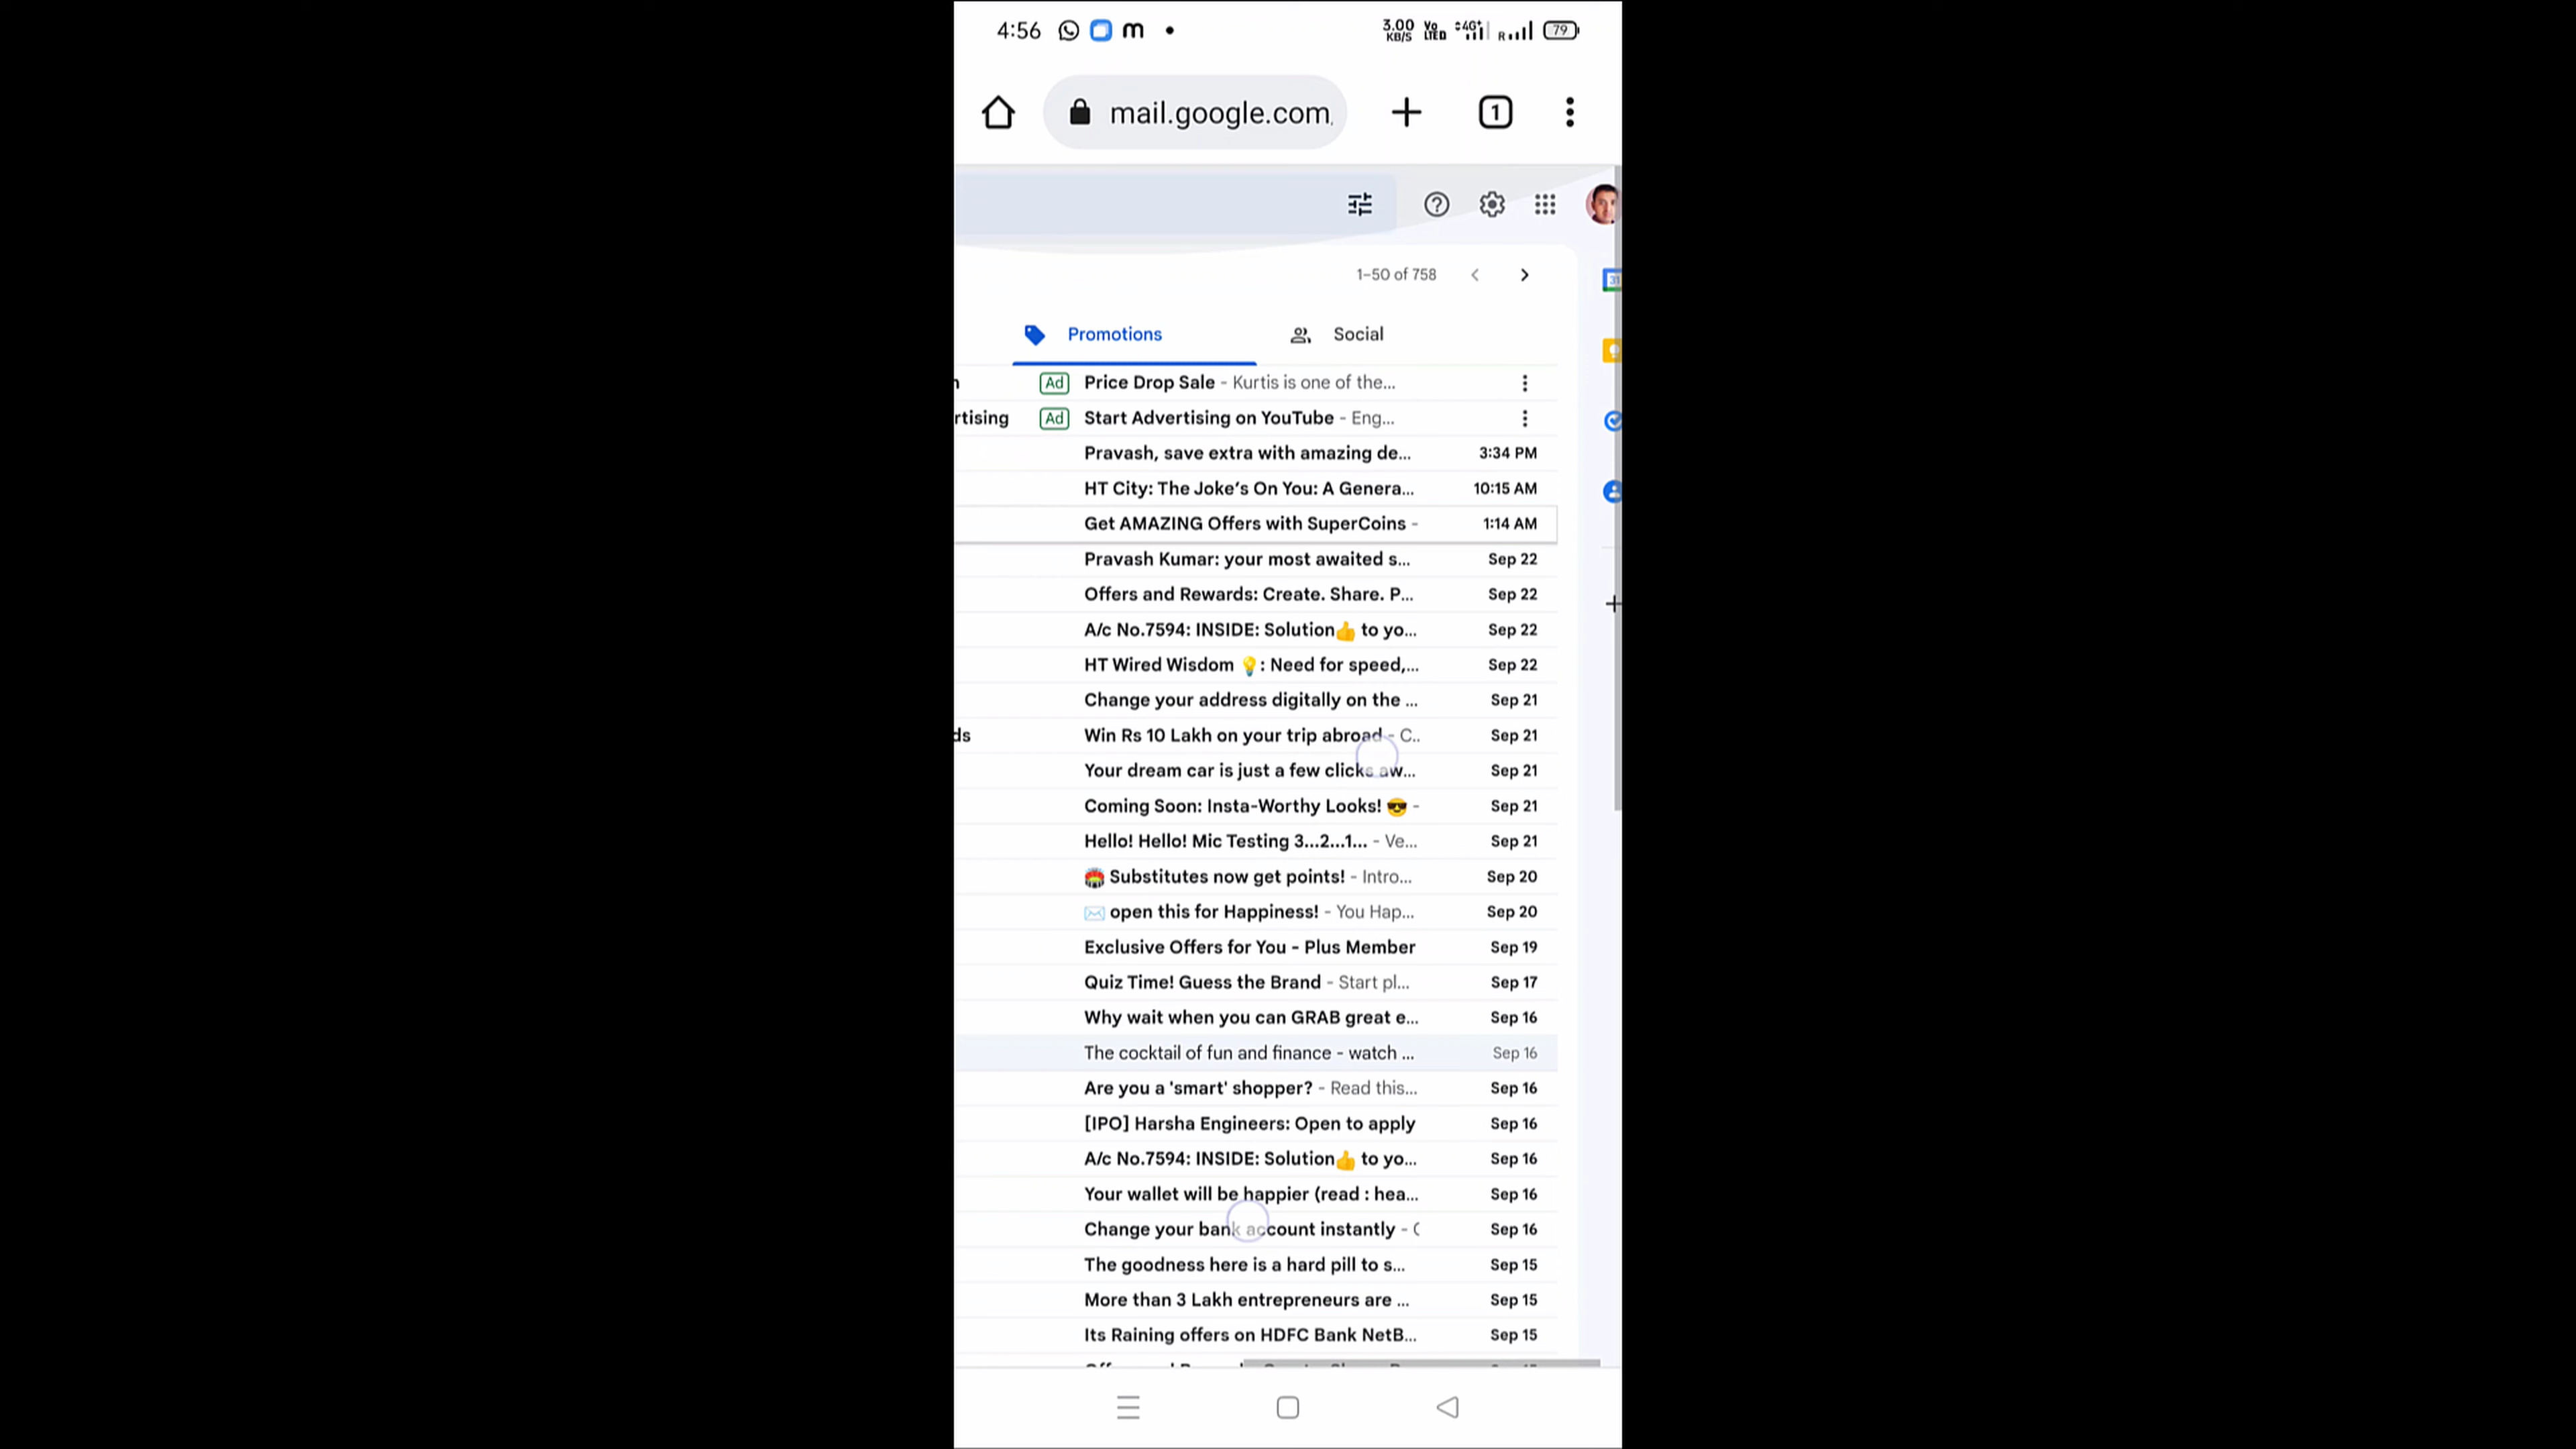 4:56 m 3.00 KB/S Vo LTED 4G+ R 79
mail.google.com 1
1–50 of 758
31
Promotions Social
Ad Price Drop Sale - Kurtis is one of the...
rtising Ad Start Advertising on YouTube - Eng...
Pravash, save extra with amazing de... 3:34 PM
HT City: The Joke’s On You: A Genera... 10:15 AM
Get AMAZING Offers with SuperCoins - 1:14 AM
Pravash Kumar: your most awaited s... Sep 22
Offers and Rewards: Create. Share. P... Sep 22
A/c No.7594: INSIDE: Solution👍 to yo... Sep 22
HT Wired Wisdom 💡: Need for speed,... Sep 22
Change your address digitally on the ... Sep 21
ds Win Rs 10 Lakh on your trip abroad - C.. Sep 21
Your dream car is just a few clicks aw... Sep 21
Coming Soon: Insta-Worthy Looks! 😎 - Sep 21
Hello! Hello! Mic Testing 3...2...1... - Ve... Sep 21
Substitutes now get points! - Intro... Sep 20
✉️ open this for Happiness! - You Hap... Sep 20
Exclusive Offers for You - Plus Member Sep 19
Quiz Time! Guess the Brand - Start pl... Sep 17
Why wait when you can GRAB great e... Sep 16
The cocktail of fun and finance - watch ... Sep 16
Are you a 'smart' shopper? - Read this... Sep 16
[IPO] Harsha Engineers: Open to apply Sep 16
A/c No.7594: INSIDE: Solution👍 to yo... Sep 16
Your wallet will be happier (read : hea... Sep 16
Change your bank account instantly - Sep 16
The goodness here is a hard pill to s... Sep 15
More than 3 Lakh entrepreneurs are ... Sep 15
Its Raining offers on HDFC Bank NetB... Sep 15